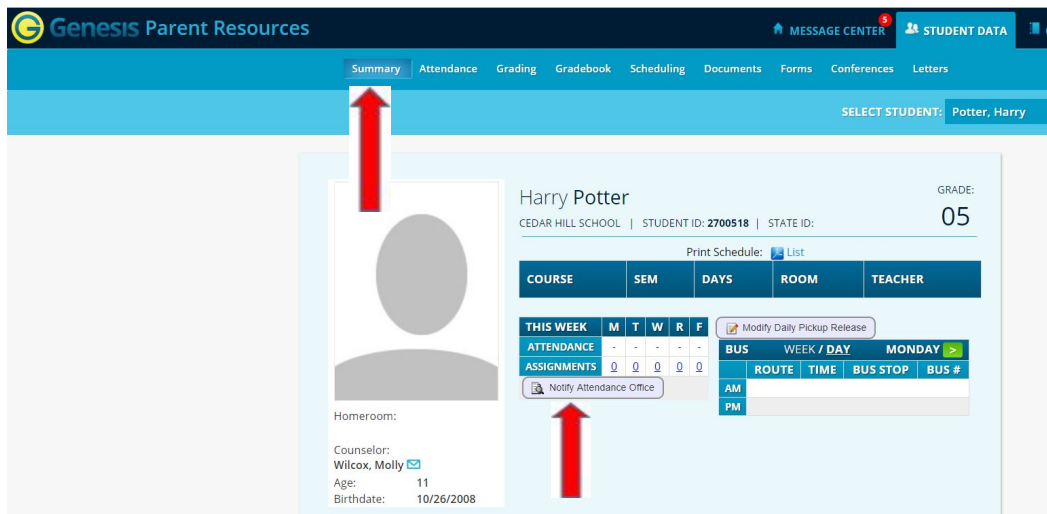 G Genesis Parent Resources
MESSAGE CENTER 5 STUDENT DATA
Summary Attendance Grading Gradebook Scheduling Documents Forms Conferences Letters
SELECT STUDENT: Potter, Harry
Harry Potter
GRADE:
05
CEDAR HILL SCHOOL | STUDENT ID: 2700518 | STATE ID:
Print Schedule: List
COURSE SEM DAYS ROOM TEACHER
THIS WEEK M T W R F
ATTENDANCE - - - - -
ASSIGNMENTS 0 0 0 0 0
Notify Attendance Office
Modify Daily Pickup Release
BUS WEEK / DAY MONDAY >
ROUTE TIME BUS STOP BUS #
AM
PM
Homeroom:
Counselor:
Wilcox, Molly
Age: 11
Birthdate: 10/26/2008